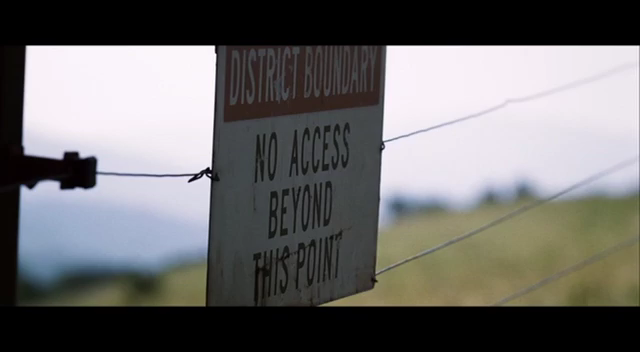 DISTRICT BOUNDARY
NO ACCESS
BEYOND
THIS POINT